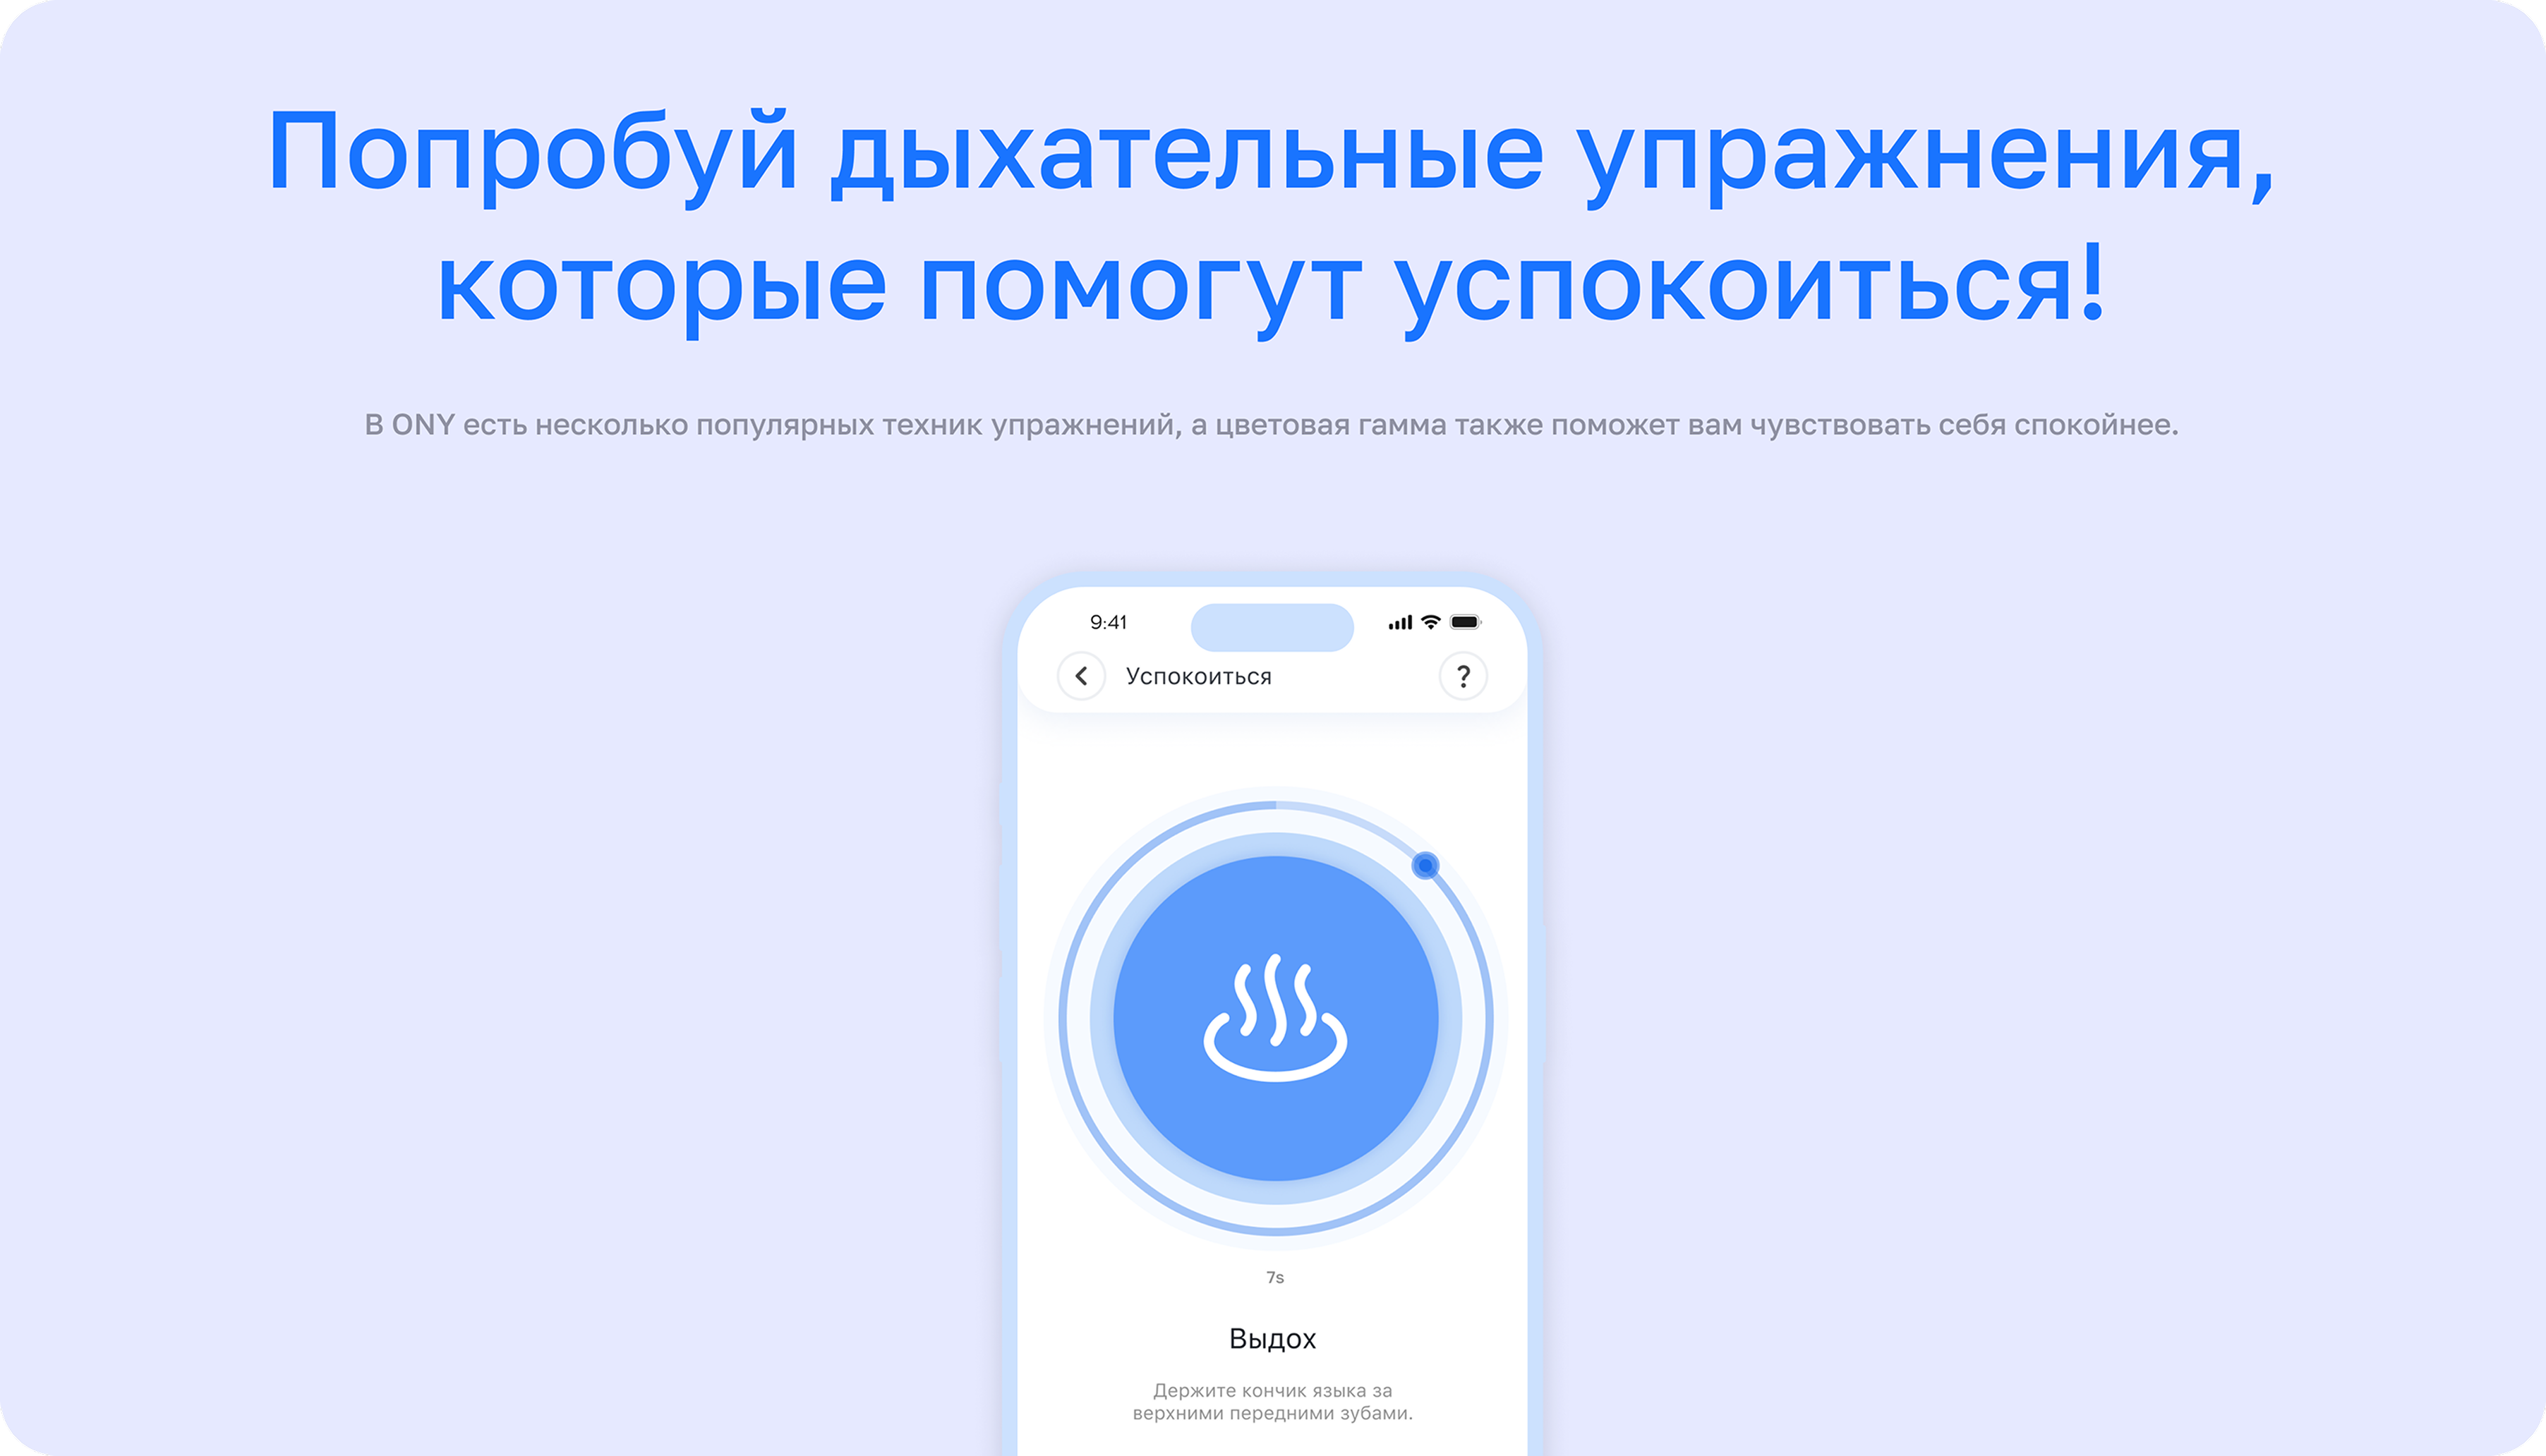 Попробуй дыхательные упражнения,
которые помогут успокоиться!
В ONY есть несколько популярных техник упражнений, а цветовая гамма также поможет вам чувствовать себя спокойнее.
9:41
Успокоиться
?
7s
Выдох
Держите кончик языка за
верхними передними зубами.